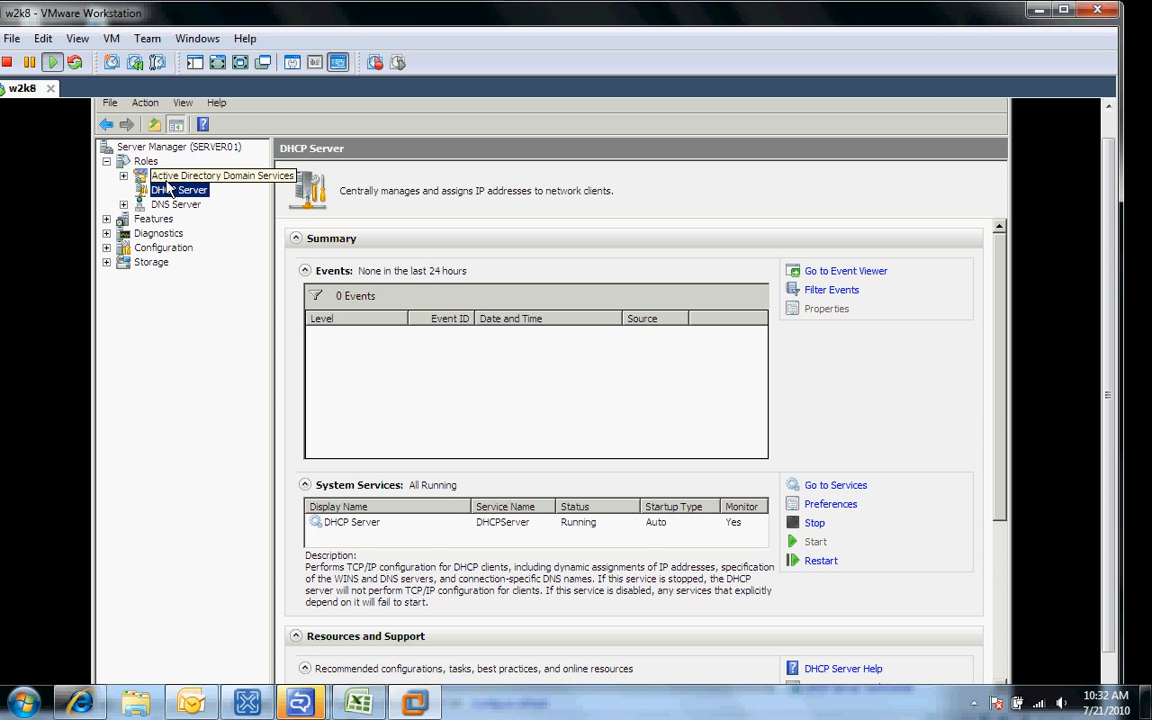 w2k8 - VMware Workstation
File Edit View VM Team Windows Help
w2k8
File Action View Help
Server Manager (SERVER01)
Roles
Active Directory Domain Services
DHCP Server
DNS Server
Features
Diagnostics
Configuration
Storage
DHCP Server
Centrally manages and assigns IP addresses to network clients.
Summary
Events: None in the last 24 hours
0 Events
Level Event ID Date and Time Source
Go to Event Viewer
Filter Events
Properties
System Services: All Running
Display Name Service Name Status Startup Type Monitor
DHCP Server DHCPServer Running Auto Yes
Description:
Performs TCP/IP configuration for DHCP clients, including dynamic assignments of IP addresses, specification
of the WINS and DNS servers, and connection-specific DNS names. If this service is stopped, the DHCP
server will not perform TCP/IP configuration for clients. If this service is disabled, any services that explicitly
depend on it will fail to start.
Go to Services
Preferences
Stop
Start
Restart
Resources and Support
Recommended configurations, tasks, best practices, and online resources
DHCP Server Help
10:32 AM
7/21/2010